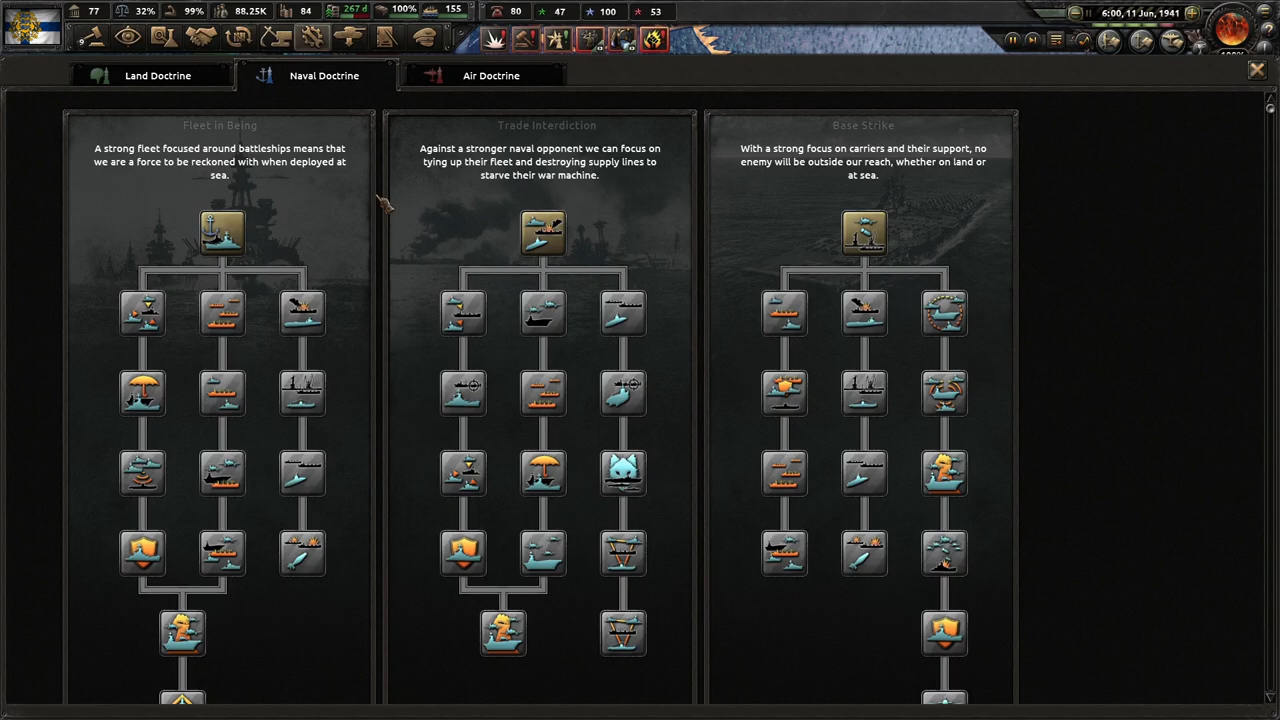 77
32%
99%
88.25K
84
267 d
100%
155
80
47
100
53
6:00, 11 Jun, 1941
9
100%
Land Doctrine
Naval Doctrine
Air Doctrine
Fleet in Being
A strong fleet focused around battleships means that
we are a force to be reckoned with when deployed at
sea.
Trade Interdiction
Against a stronger naval opponent we can focus on
tying up their fleet and destroying supply lines to
starve their war machine.
Base Strike
With a strong focus on carriers and their support, no
enemy will be outside our reach, whether on land or
at sea.